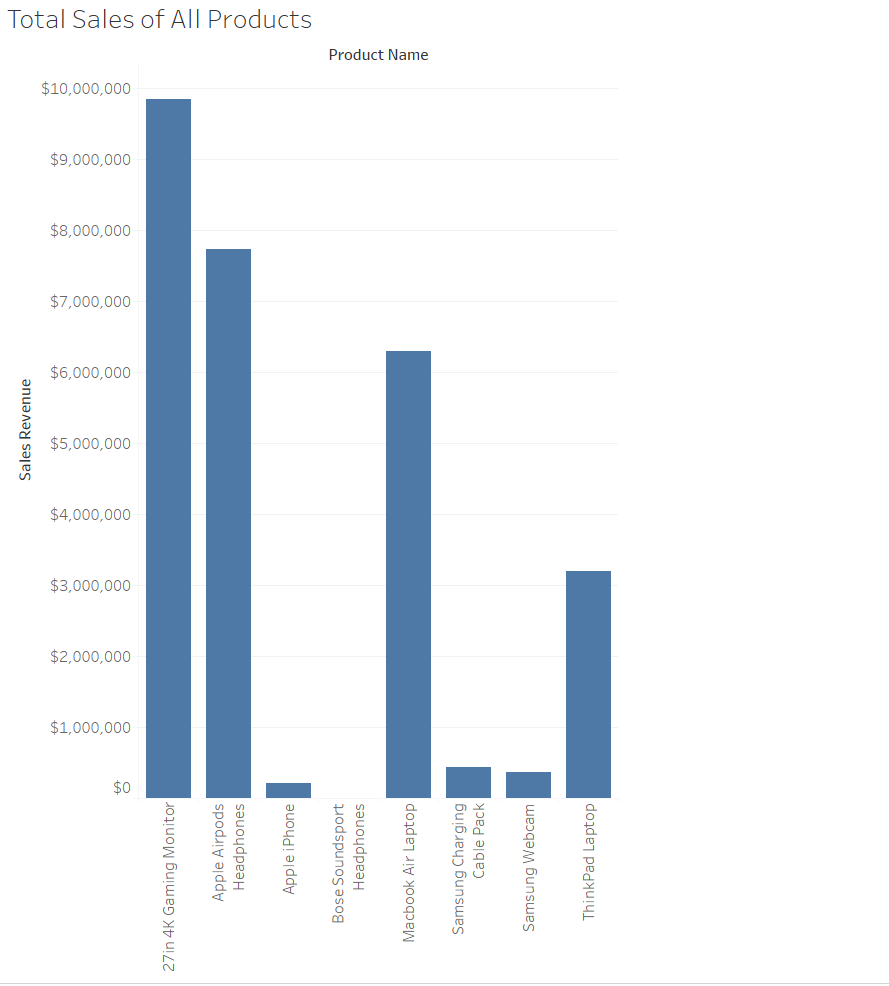 Total Sales of All Products
Product Name
Sales Revenue
$10,000,000
$9,000,000
$8,000,000
$7,000,000
$6,000,000
$5,000,000
$4,000,000
$3,000,000
$2,000,000
$1,000,000
$0
27in 4K Gaming Monitor
Apple Airpods
Headphones
Apple iPhone
Bose Soundsport
Headphones
Macbook Air Laptop
Samsung Charging
Cable Pack
Samsung Webcam
ThinkPad Laptop